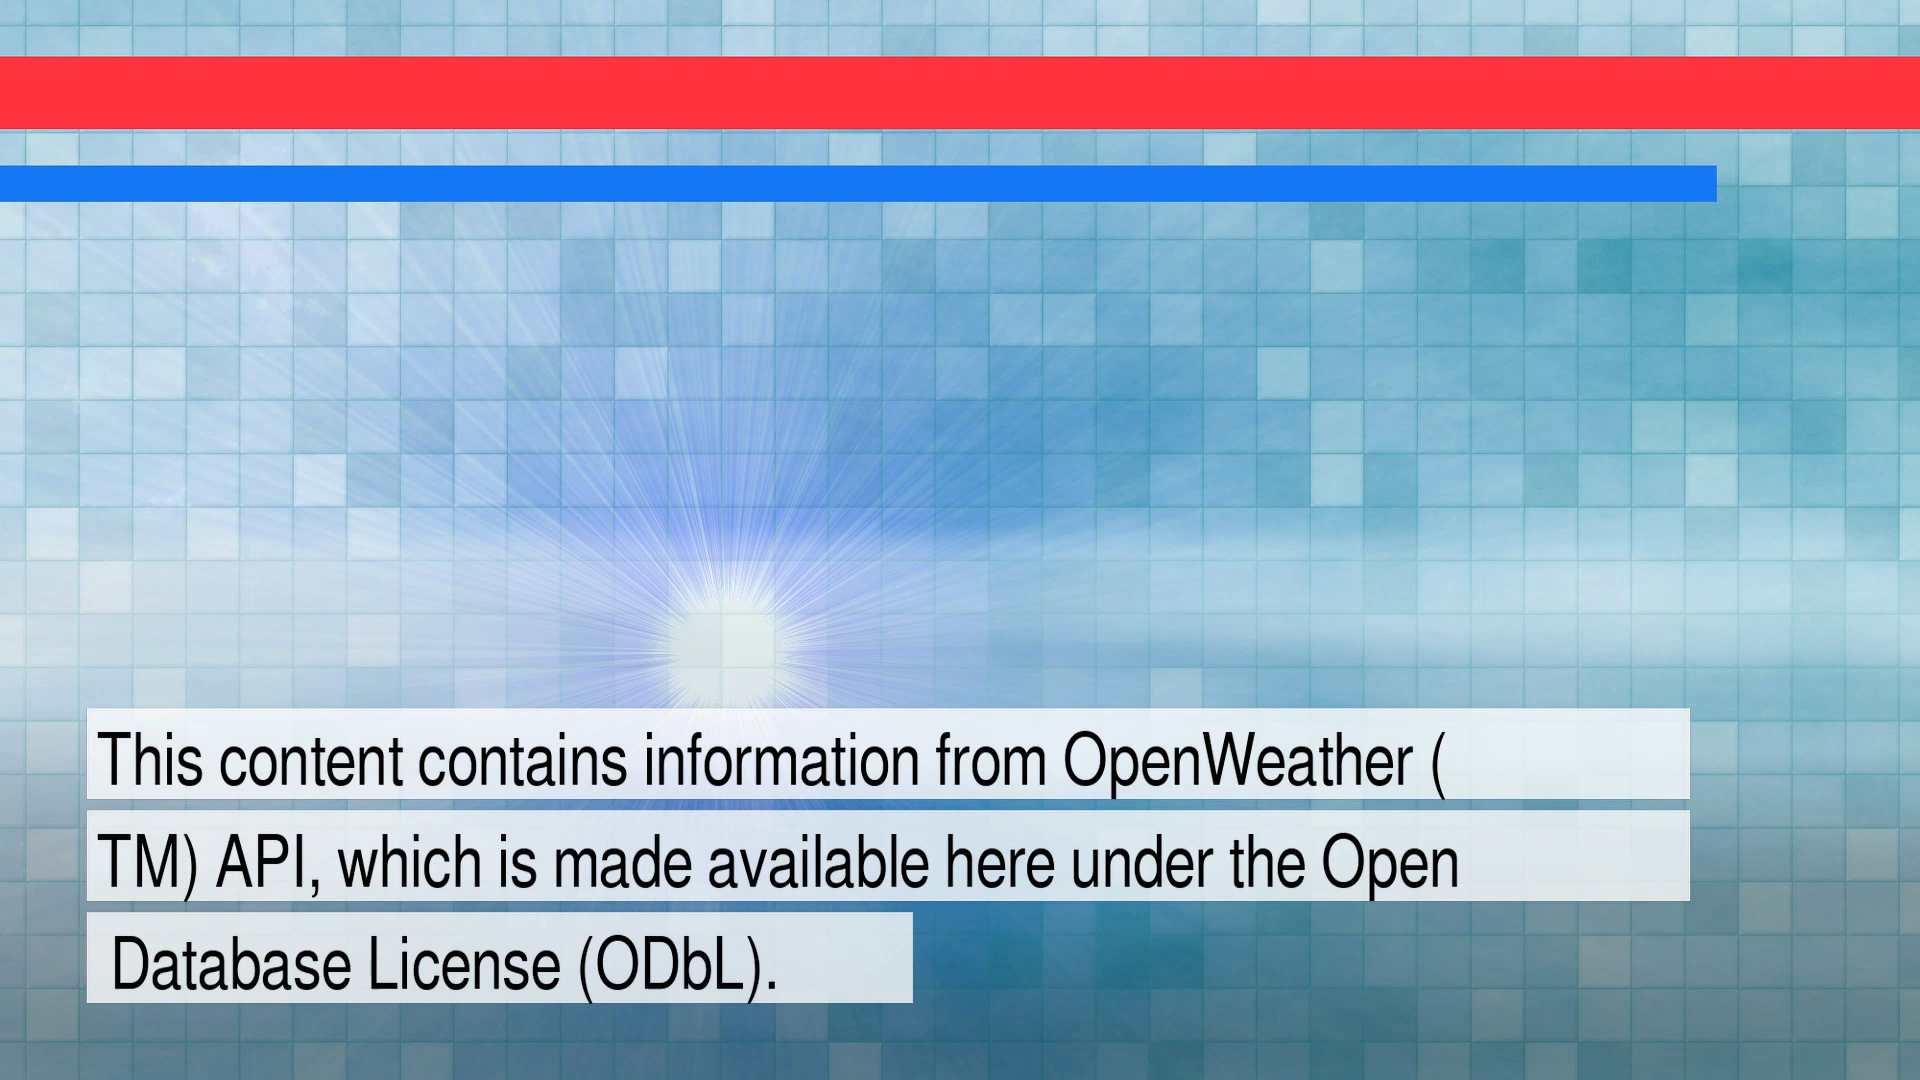 This content contains information from OpenWeather (
TM) API, which is made available here under the Open
Database License (ODbL).